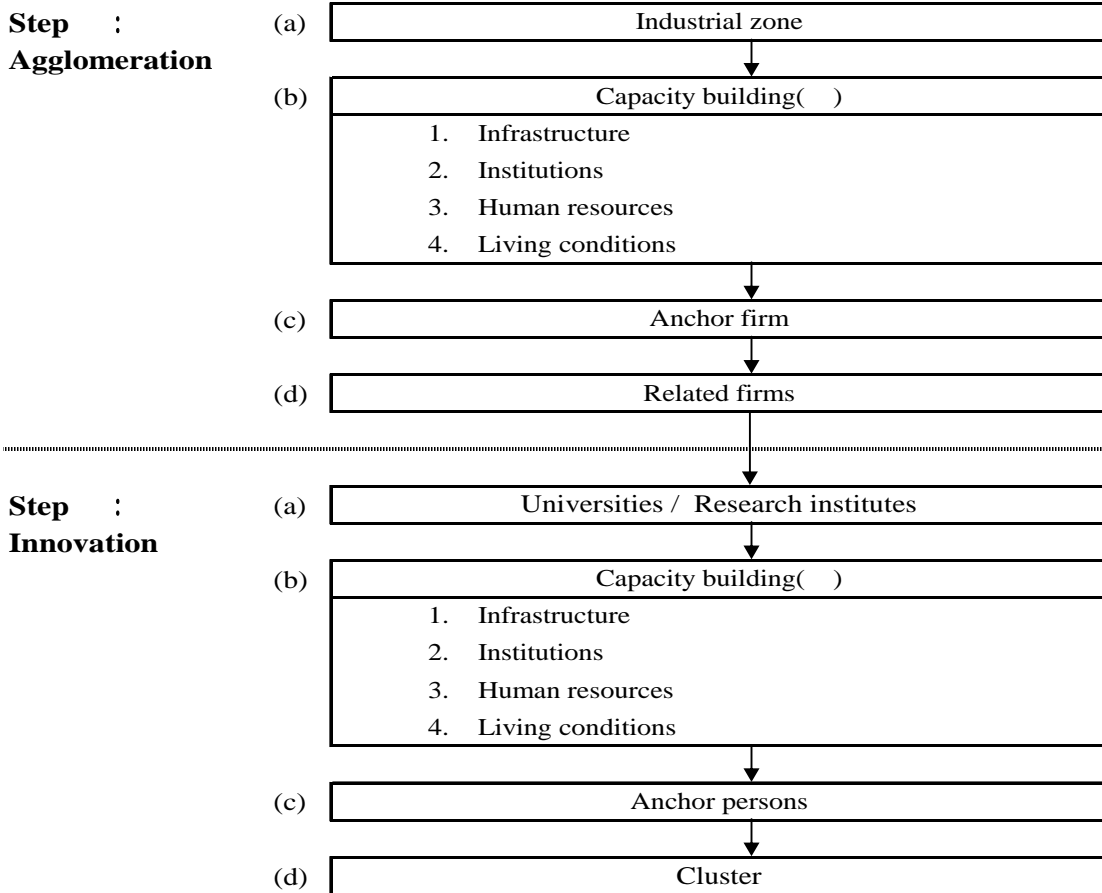 Step :
Agglomeration
(a) Industrial zone
(b) Capacity building( )
1. Infrastructure
2. Institutions
3. Human resources
4. Living conditions
(c) Anchor firm
(d) Related firms
Step :
Innovation
(a) Universities / Research institutes
(b) Capacity building( )
1. Infrastructure
2. Institutions
3. Human resources
4. Living conditions
(c) Anchor persons
(d) Cluster